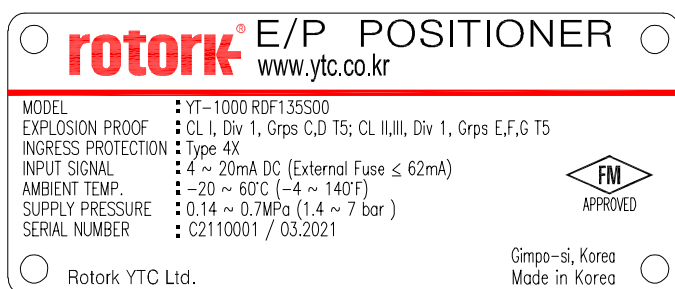 rotork® E/P POSITIONER
www.ytc.co.kr
MODEL : YT-1000 RDF135S00
EXPLOSION PROOF : CL I, Div 1, Grps C,D T5; CL II,III, Div 1, Grps E,F,G T5
INGRESS PROTECTION : Type 4X
INPUT SIGNAL : 4 ~ 20mA DC (External Fuse ≤ 62mA)
AMBIENT TEMP. : -20 ~ 60°C (-4 ~ 140°F)
SUPPLY PRESSURE : 0.14 ~ 0.7MPa (1.4 ~ 7 bar )
SERIAL NUMBER : C2110001 / 03.2021
FM
APPROVED
Gimpo-si, Korea
Rotork YTC Ltd. Made in Korea